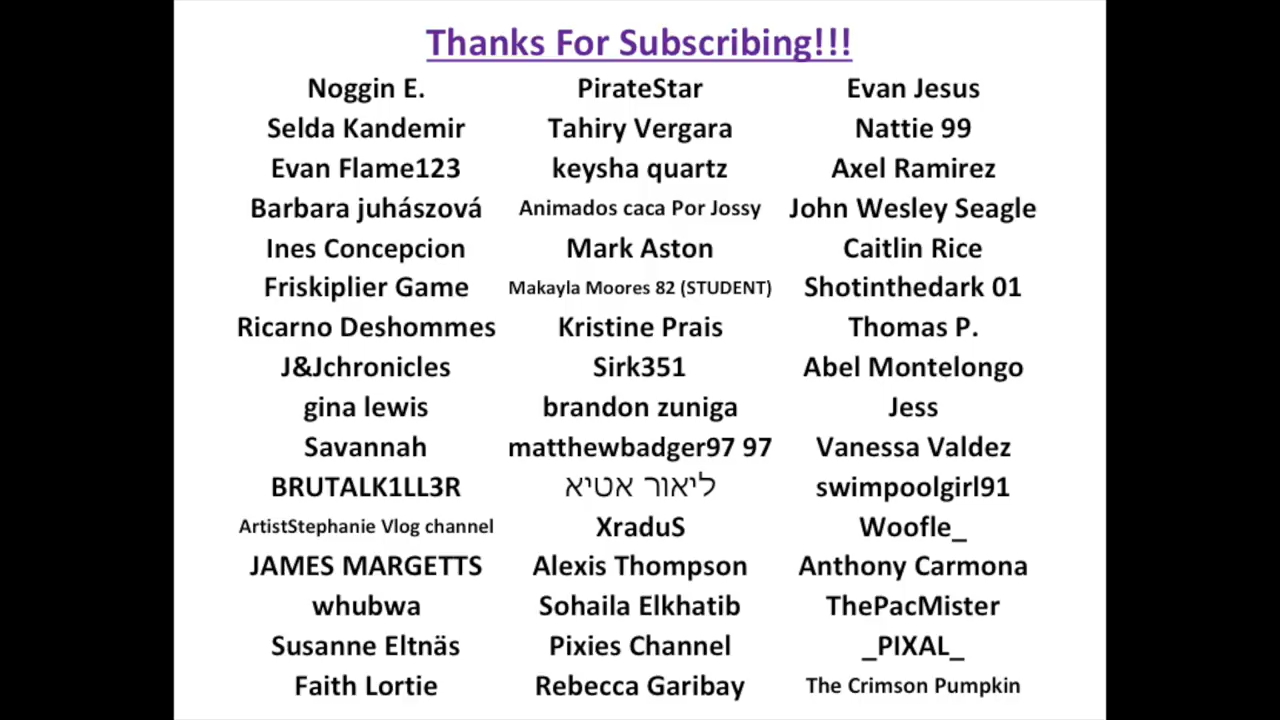 Thanks For Subscribing!!!
Noggin E. PirateStar Evan Jesus
Selda Kandemir Tahiry Vergara Nattie 99
Evan Flame123 keysha quartz Axel Ramirez
Barbara juhászová Animados caca Por Jossy John Wesley Seagle
Ines Concepcion Mark Aston Caitlin Rice
Friskiplier Game Makayla Moores 82 (STUDENT) Shotinthedark 01
Ricarno Deshommes Kristine Prais Thomas P.
J&Jchronicles Sirk351 Abel Montelongo
gina lewis brandon zuniga Jess
Savannah matthewbadger97 97 Vanessa Valdez
BRUTALK1LL3R ליאור אטיא swimpoolgirl91
ArtistStephanie Vlog channel XraduS Woofle_
JAMES MARGETTS Alexis Thompson Anthony Carmona
whubwa Sohaila Elkhatib ThePacMister
Susanne Eltnäs Pixies Channel _PIXAL_
Faith Lortie Rebecca Garibay The Crimson Pumpkin